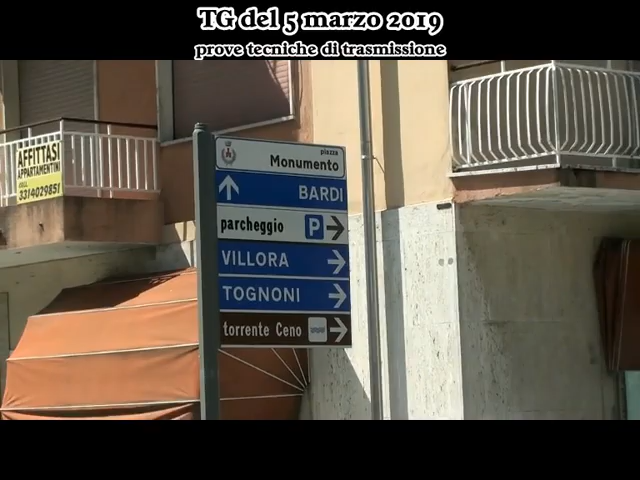 TG del 5 marzo 2019
prove tecniche di trasmissione
AFFITTASI
APPARTAMENTINI
3314029851
piazza
Monumento
BARDI
parcheggio P
VILLORA
TOGNONI
torrente Ceno